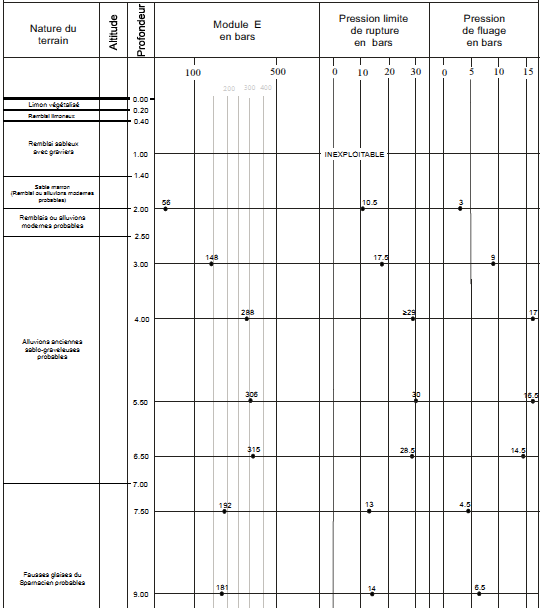 Nature du
terrain
Altitude
Profondeur
Module E
en bars
Pression limite
de rupture
en bars
Pression
de fluage
en bars
100 500 0 10 20 30 0 5 10 15
200 300 400
0.00
Limon végétalisé
0.20
Remblai limoneux
0.40
Remblai sableux
avec graviers
1.00 INEXPLOITABLE
1.40
Sable marron
(Remblai ou alluvions modernes
probables)
2.00 56 10.5 3
Remblais ou alluvions
modernes probables
2.50
3.00 148 17.5 9
4.00 288 ≥29 17
Alluvions anciennes
sablo-graveleuses
probables
5.50 306 30 16.5
6.50 315 28.5 14.5
7.00
7.50 192 13 4.5
Fausses glaises du
Sparnacien probables
9.00 181 14 6.5